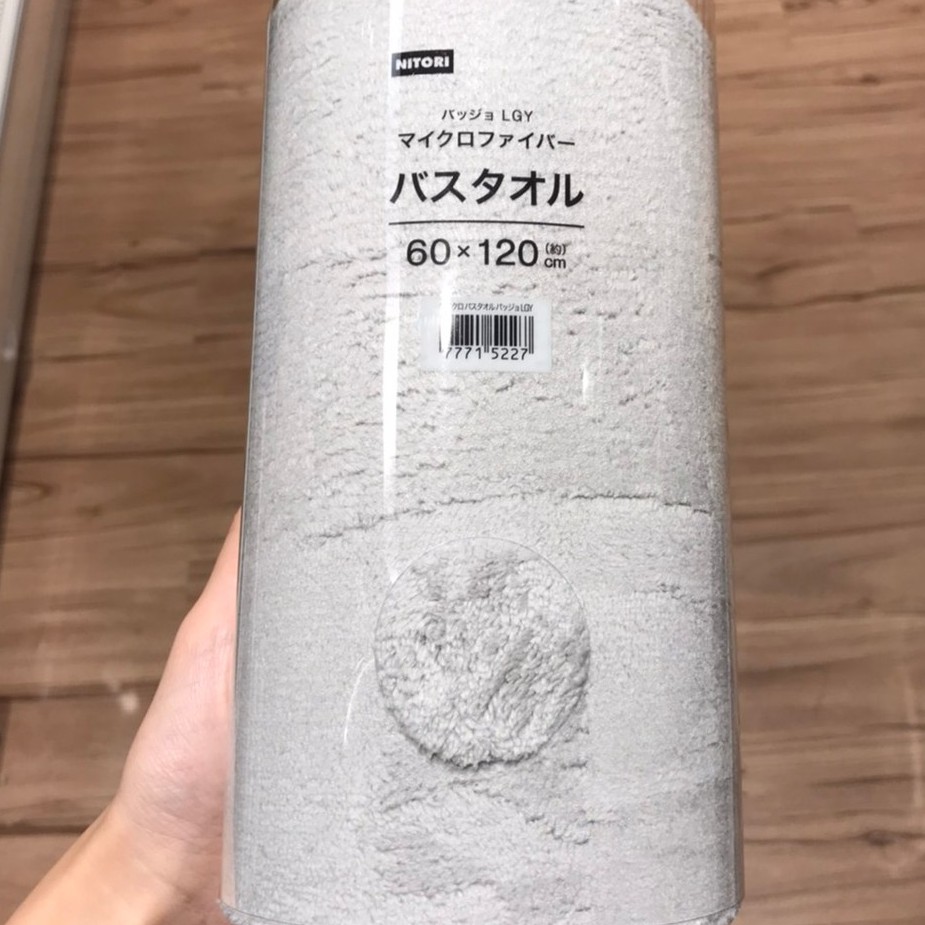 NITORI
バッジョ LGY
マイクロファイバー
バスタオル
60×120(約)cm
クロバスタオルバッジョLGY
7771 5227